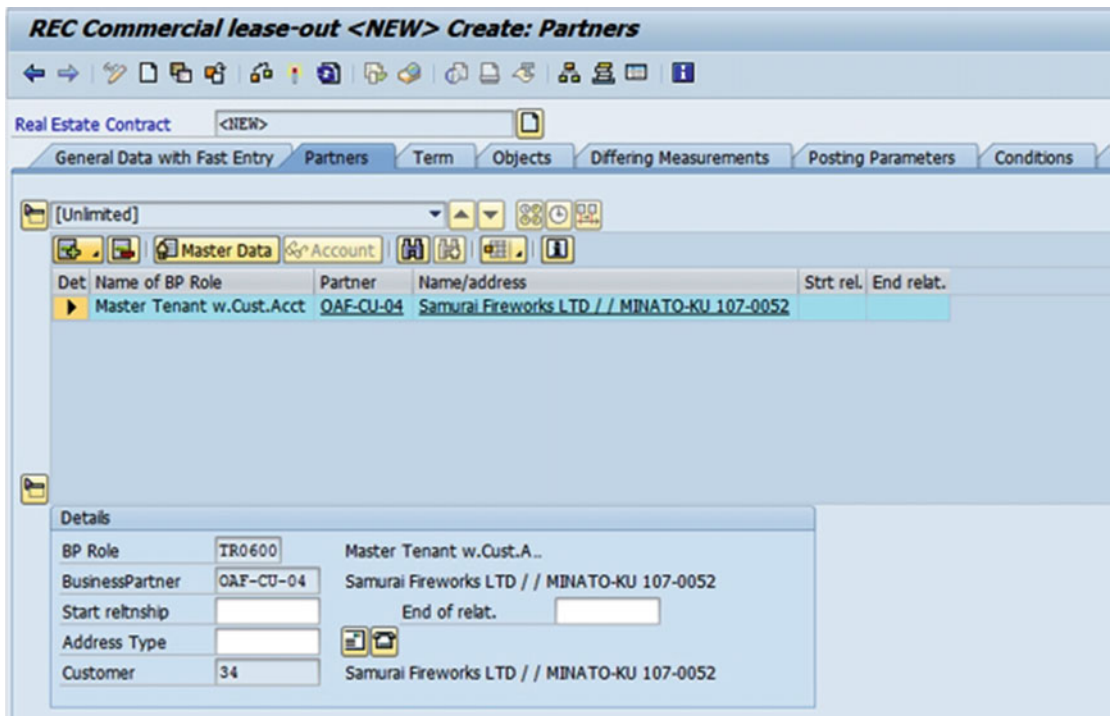 REC Commercial lease-out <NEW> Create: Partners
Real Estate Contract <NEW>
General Data with Fast Entry Partners Term Objects Differing Measurements Posting Parameters Conditions
[Unlimited]
Master Data Account
Det Name of BP Role Partner Name/address Strt rel. End relat.
Master Tenant w.Cust.Acct OAF-CU-04 Samurai Fireworks LTD / / MINATO-KU 107-0052
Details
BP Role TR0600 Master Tenant w.Cust.A..
BusinessPartner OAF-CU-04 Samurai Fireworks LTD / / MINATO-KU 107-0052
Start reltnship End of relat.
Address Type
Customer 34 Samurai Fireworks LTD / / MINATO-KU 107-0052